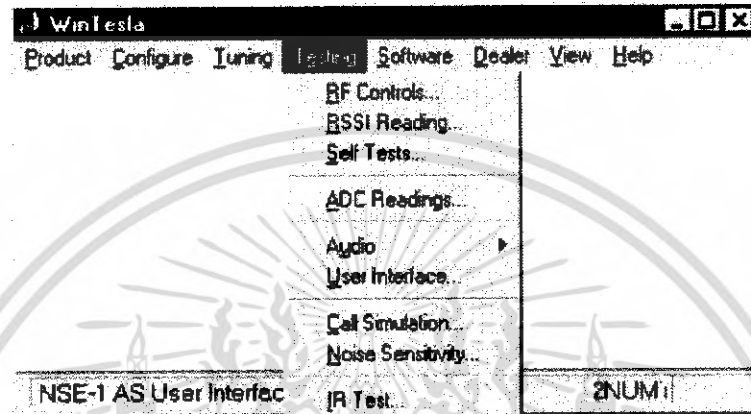 WinTesla
Product Configure Tuning Testing Software Dealer View Help
RF Controls...
RSSI Reading...
Self Tests...
ADC Readings...
Audio
User Interface...
Call Simulation...
Noise Sensitivity...
IR Test...
NSE-1 AS User Interfac
NUM